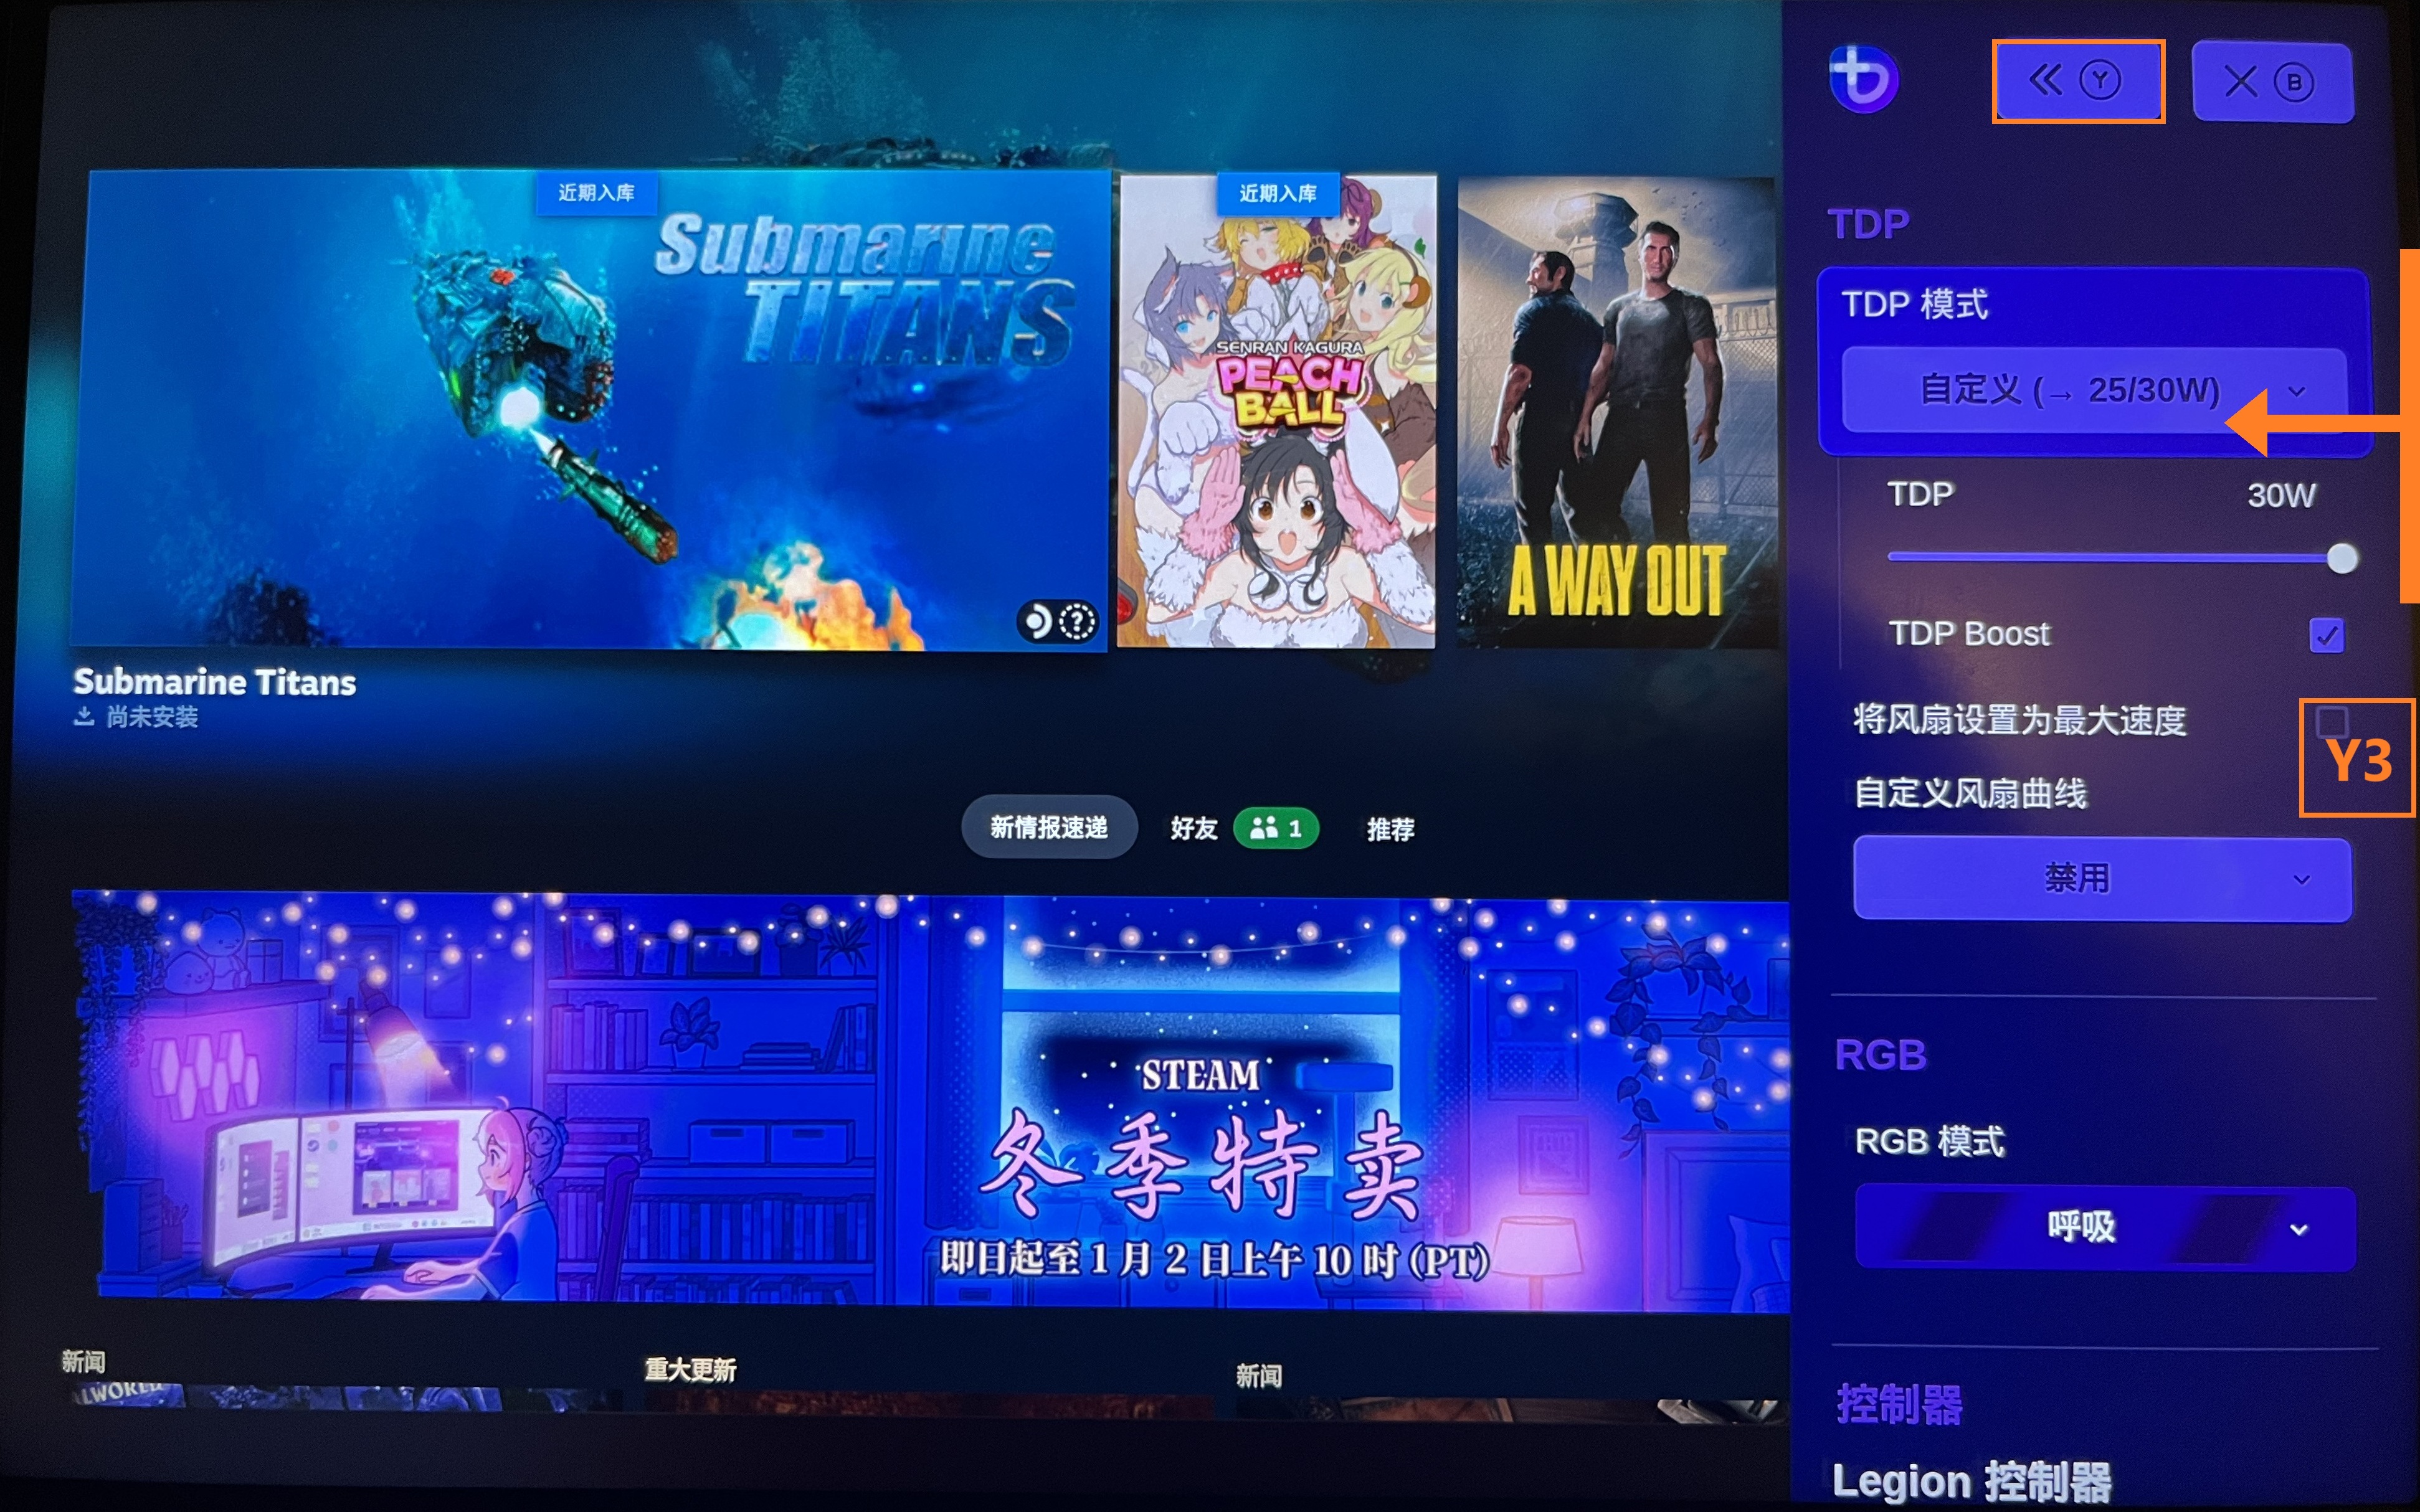 近期入库
Submarine
TITANS
近期入库
SENRAN KAGURA
PEACH
BALL
A WAY OUT
Submarine Titans
尚未安装
新情报速递
好友
1
推荐
STEAM
冬季特卖
即日起至 1 月 2 日上午 10 时 (PT)
新闻
重大更新
新闻
« Y
× B
TDP
TDP 模式
自定义 (→ 25/30W)
TDP 30W
TDP Boost
将风扇设置为最大速度
Y3
自定义风扇曲线
禁用
RGB
RGB 模式
呼吸
控制器
Legion 控制器